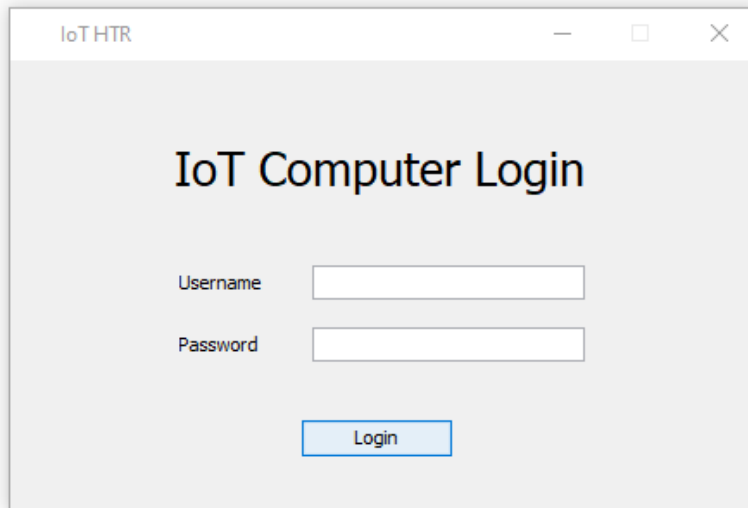 IoT HTR
IoT Computer Login
Username
Password
Login